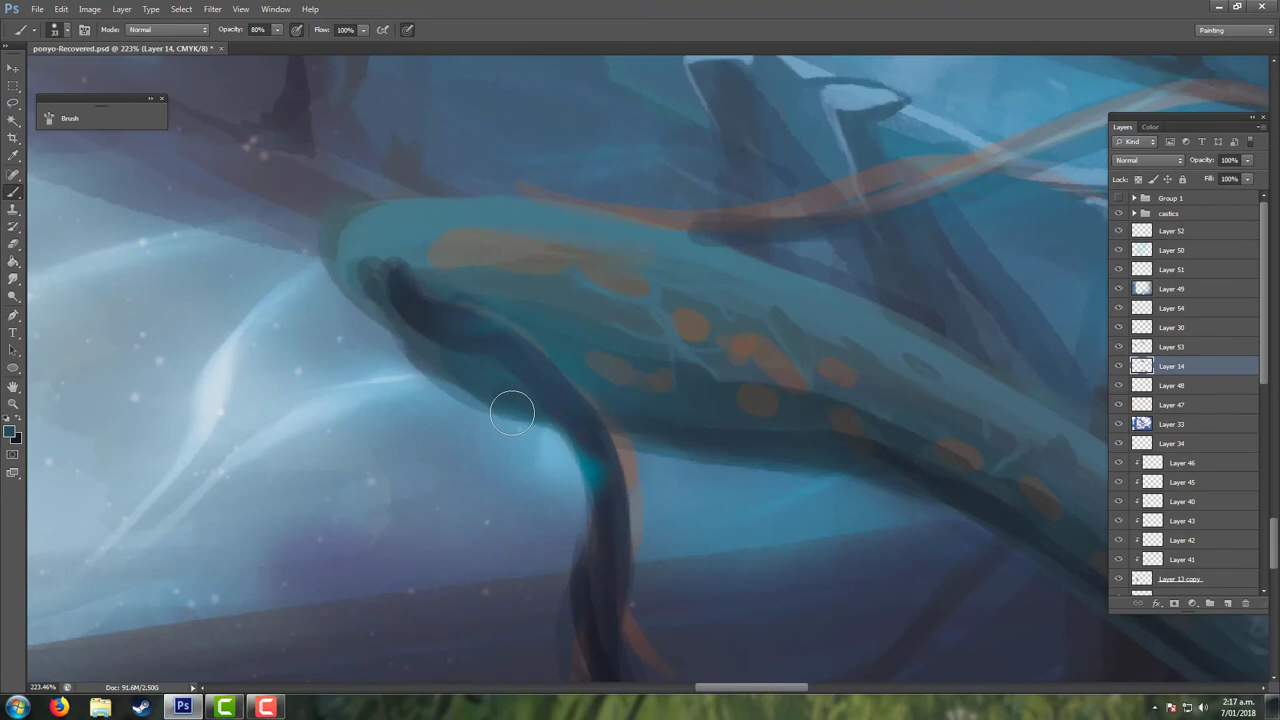 Ps File Edit Image Layer Type Select Filter View Window Help
33 Mode: Normal Opacity: 80% Flow: 100% Painting
ponyo-Recovered.psd @ 223% (Layer 14, CMYK/8) *
Brush
Layers Color
Kind
Normal Opacity: 100%
Lock: Fill: 100%
Group 1
castics
Layer 52
Layer 50
Layer 51
Layer 49
Layer 54
Layer 30
Layer 53
Layer 14
Layer 48
Layer 47
Layer 33
Layer 34
Layer 46
Layer 45
Layer 40
Layer 43
Layer 42
Layer 41
Layer 13 copy
fx
223.46% Doc: 91.6M/2.50G
Ps
2:17 a.m.
7/01/2018